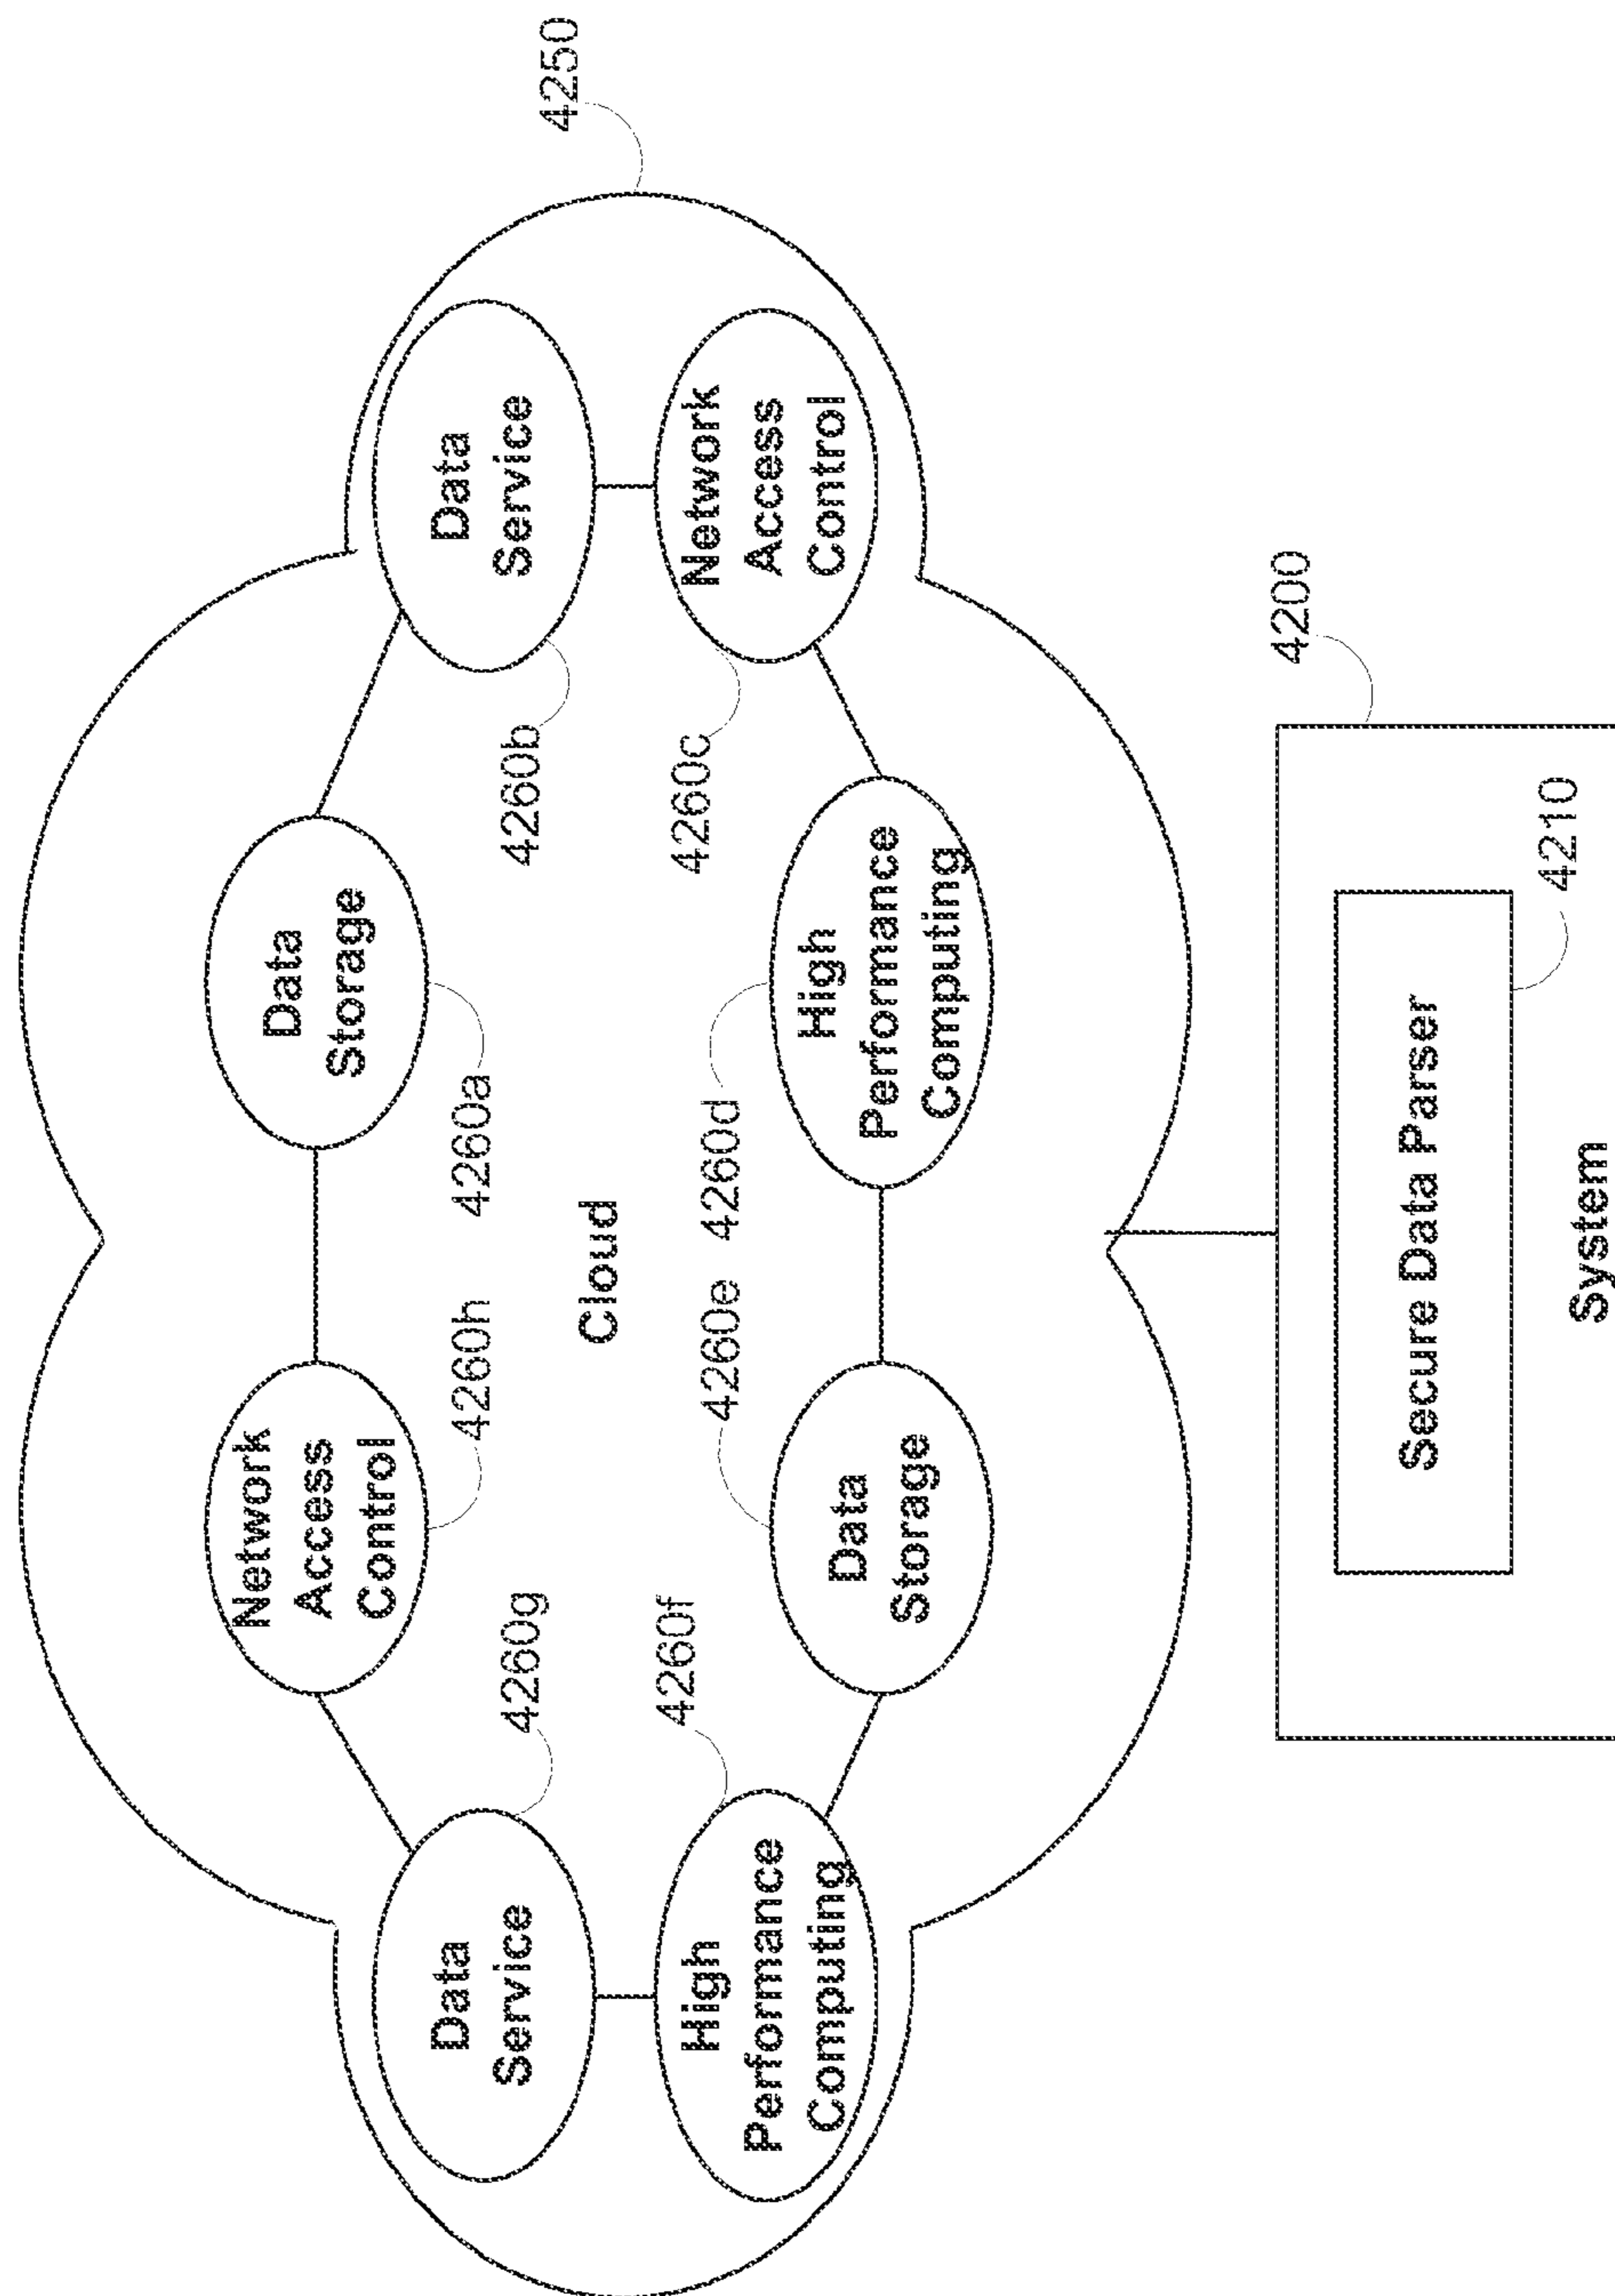 4250
Network
Access
Control
Data
Storage
Data
Service
4260g
4260h
4260a
4260b
Data
Service
Cloud
4260f
4260e
4260d
4260c
High
Performance
Computing
Data
Storage
High
Performance
Computing
Network
Access
Control
4200
Secure Data Parser
4210
System